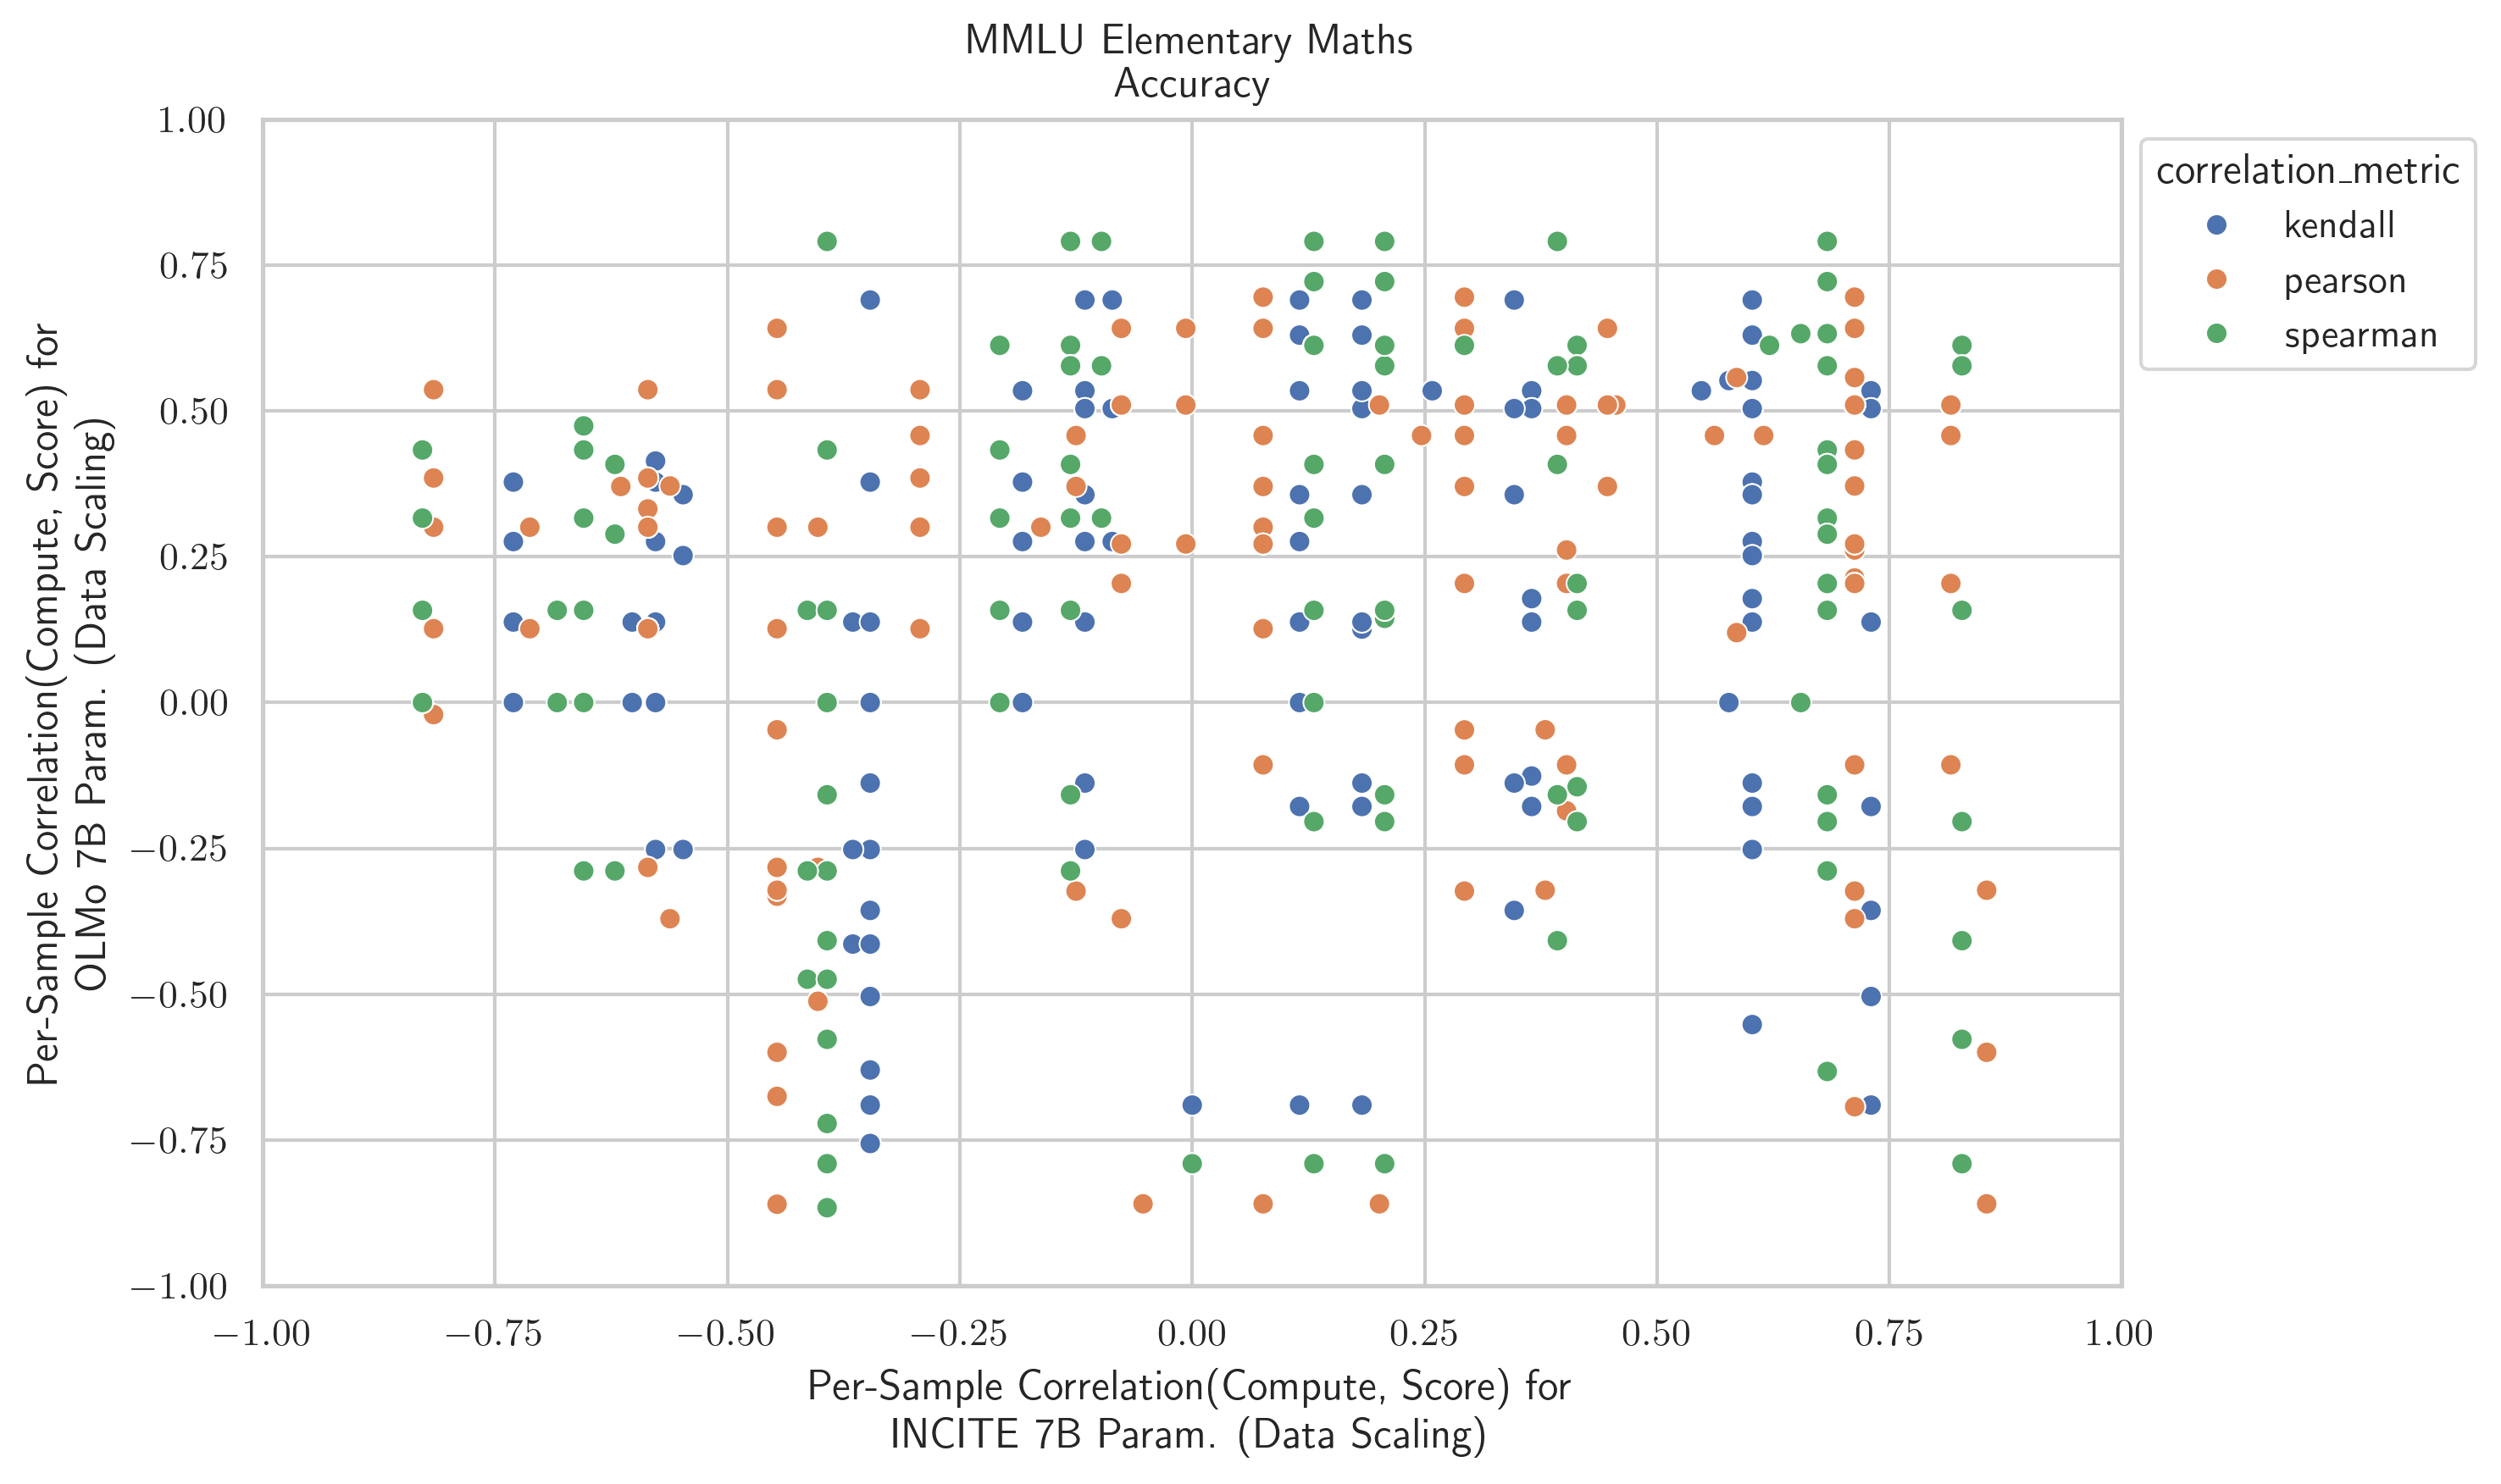 MMLU Elementary Maths
Accuracy
Per-Sample Correlation(Compute, Score) for
OLMo 7B Param. (Data Scaling)
1.00
0.75
0.50
0.25
0.00
−0.25
−0.50
−0.75
−1.00
−1.00 −0.75 −0.50 −0.25 0.00 0.25 0.50 0.75 1.00
Per-Sample Correlation(Compute, Score) for
INCITE 7B Param. (Data Scaling)
correlation_metric
kendall
pearson
spearman